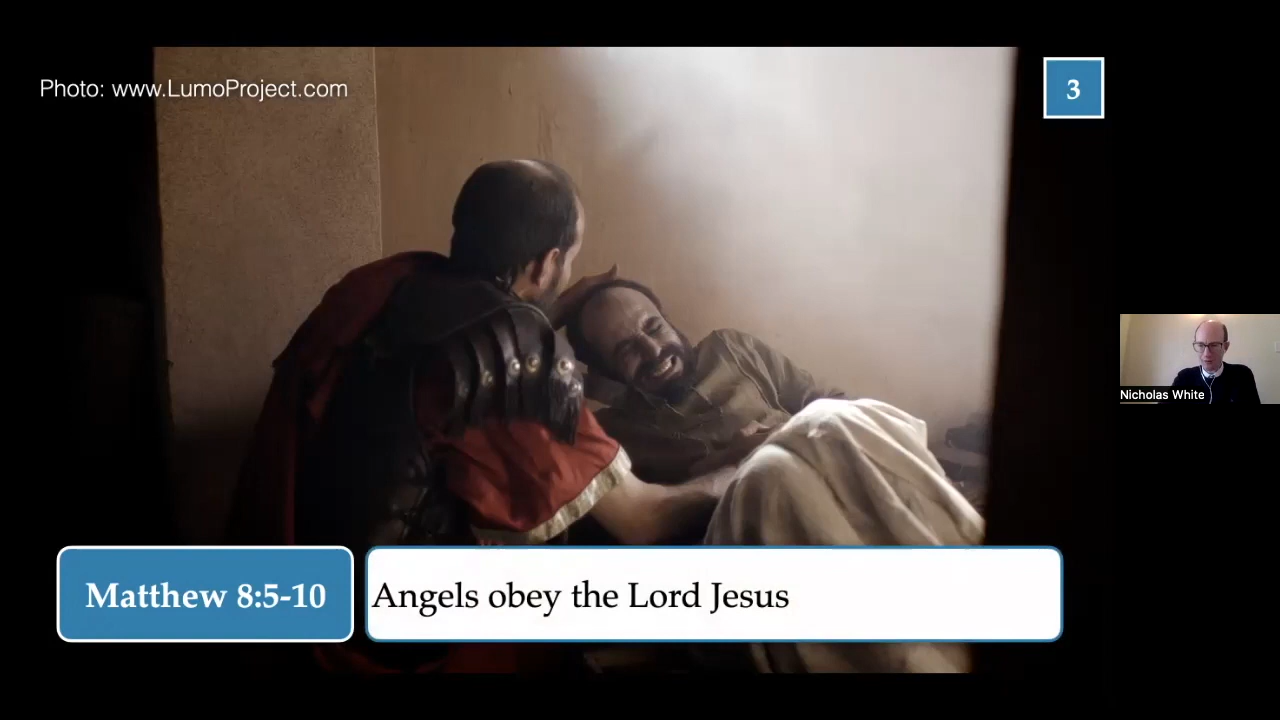 Photo: www.LumoProject.com
3
Nicholas White
Matthew 8:5-10
Angels obey the Lord Jesus